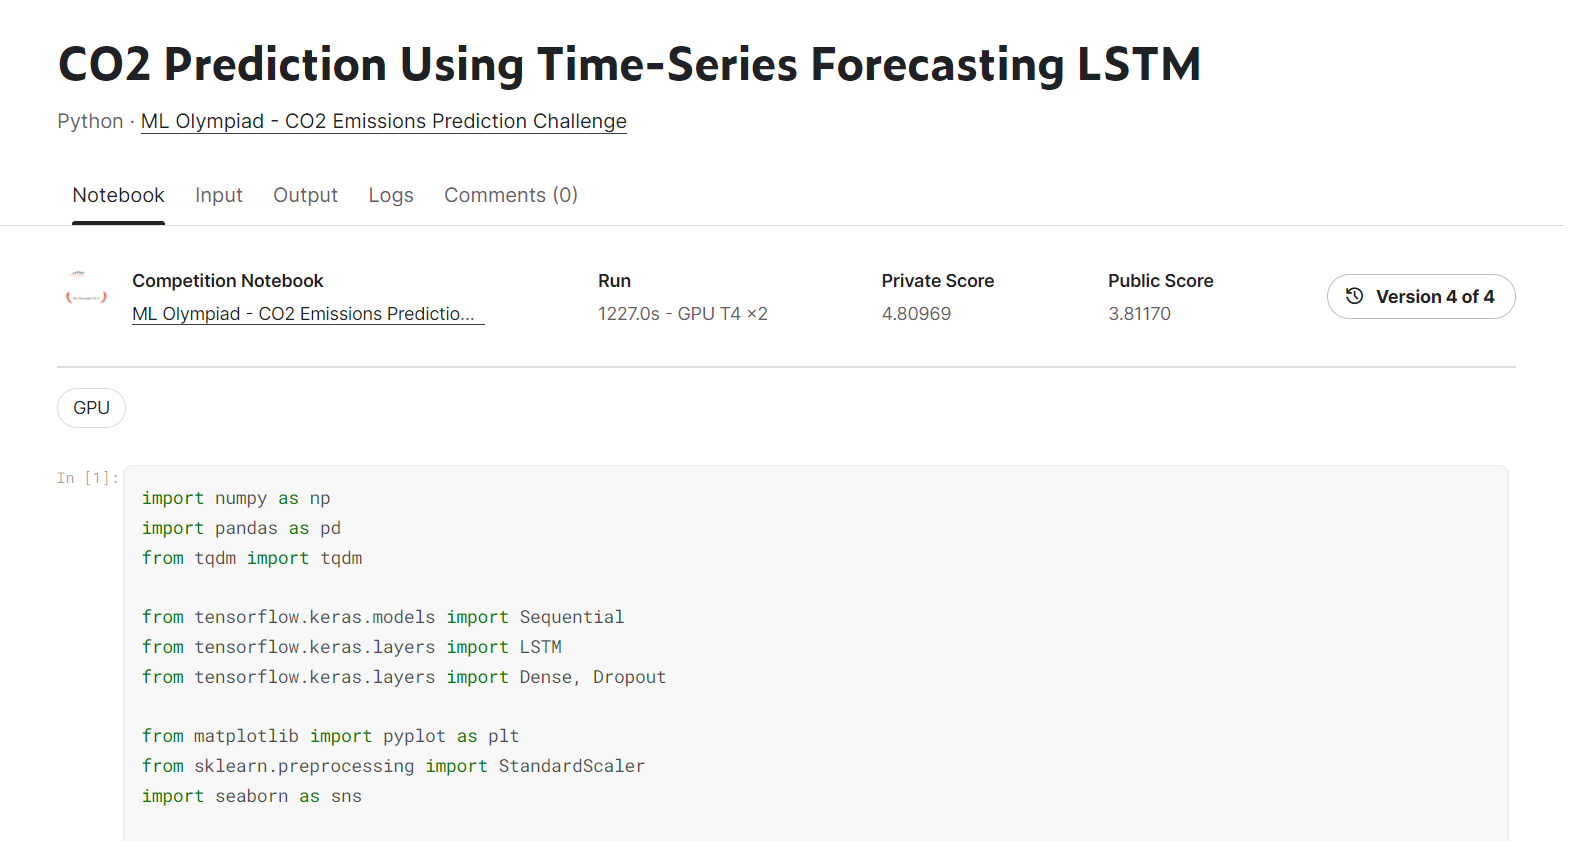 CO2 Prediction Using Time-Series Forecasting LSTM
Python · ML Olympiad - CO2 Emissions Prediction Challenge
Notebook Input Output Logs Comments (0)
Competition Notebook
ML Olympiad - CO2 Emissions Predictio...
Run
1227.0s - GPU T4 ×2
Private Score
4.80969
Public Score
3.81170
Version 4 of 4
GPU
In [1]:
import numpy as np
import pandas as pd
from tqdm import tqdm
from tensorflow.keras.models import Sequential
from tensorflow.keras.layers import LSTM
from tensorflow.keras.layers import Dense, Dropout
from matplotlib import pyplot as plt
from sklearn.preprocessing import StandardScaler
import seaborn as sns